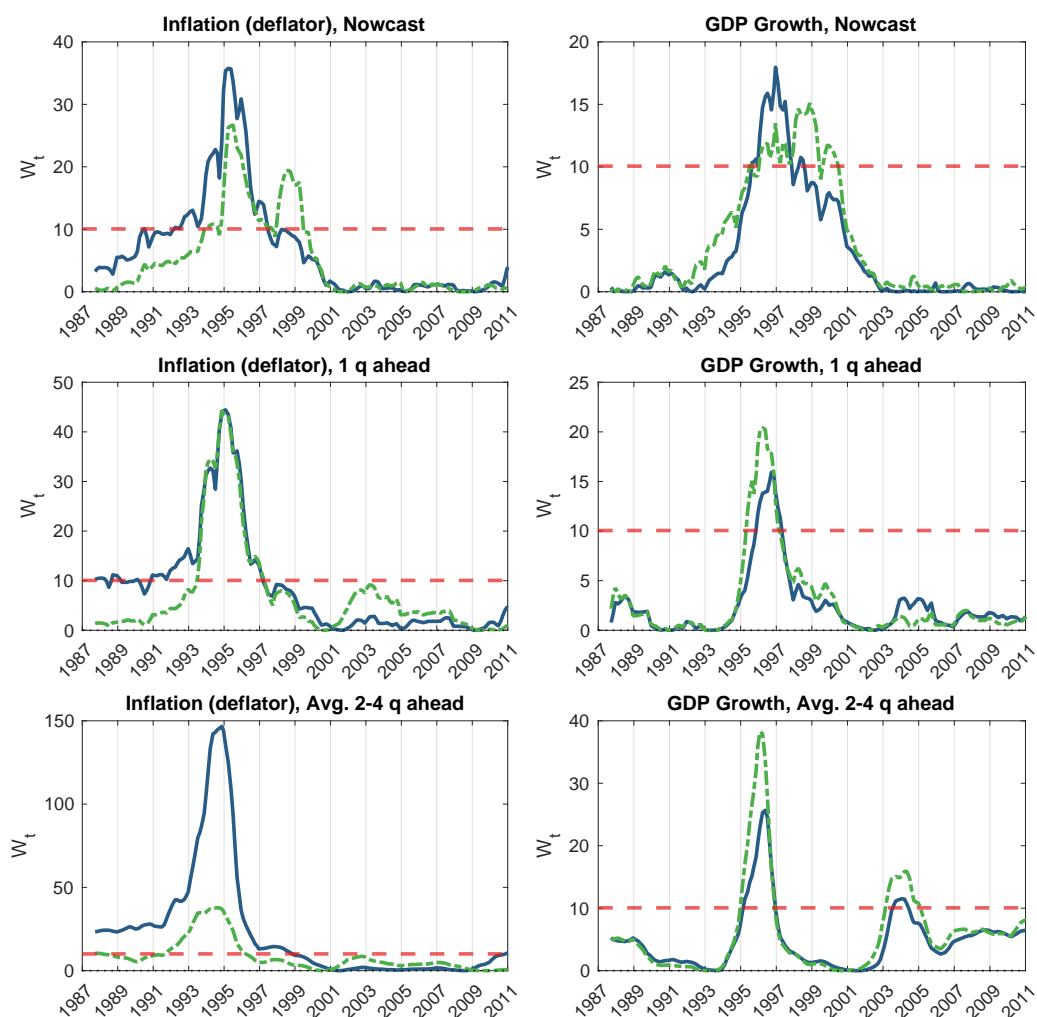 Inflation (deflator), Nowcast
40
30
20
10
0
W_t
1987 1989 1991 1993 1995 1997 1999 2001 2003 2005 2007 2009 2011
GDP Growth, Nowcast
20
15
10
5
0
W_t
1987 1989 1991 1993 1995 1997 1999 2001 2003 2005 2007 2009 2011
Inflation (deflator), 1 q ahead
50
40
30
20
10
0
W_t
1987 1989 1991 1993 1995 1997 1999 2001 2003 2005 2007 2009 2011
GDP Growth, 1 q ahead
25
20
15
10
5
0
W_t
1987 1989 1991 1993 1995 1997 1999 2001 2003 2005 2007 2009 2011
Inflation (deflator), Avg. 2-4 q ahead
150
100
50
0
W_t
1987 1989 1991 1993 1995 1997 1999 2001 2003 2005 2007 2009 2011
GDP Growth, Avg. 2-4 q ahead
40
30
20
10
0
W_t
1987 1989 1991 1993 1995 1997 1999 2001 2003 2005 2007 2009 2011